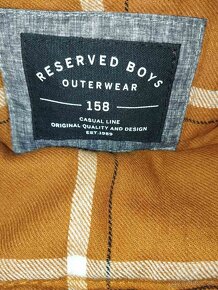 RESERVED BOYS
OUTERWEAR
158
CASUAL LINE
ORIGINAL QUALITY AND DESIGN
EST.1999